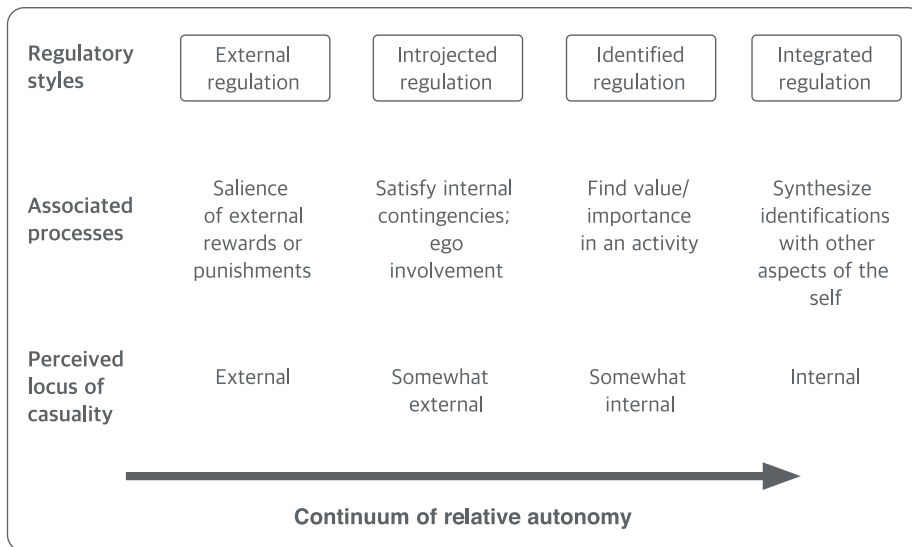 Regulatory
styles
External
regulation
Introjected
regulation
Identified
regulation
Integrated
regulation
Associated
processes
Salience
of external
rewards or
punishments
Satisfy internal
contingencies;
ego
involvement
Find value/
importance
in an activity
Synthesize
identifications
with other
aspects of the
self
Perceived
locus of
casuality
External
Somewhat
external
Somewhat
internal
Internal
Continuum of relative autonomy